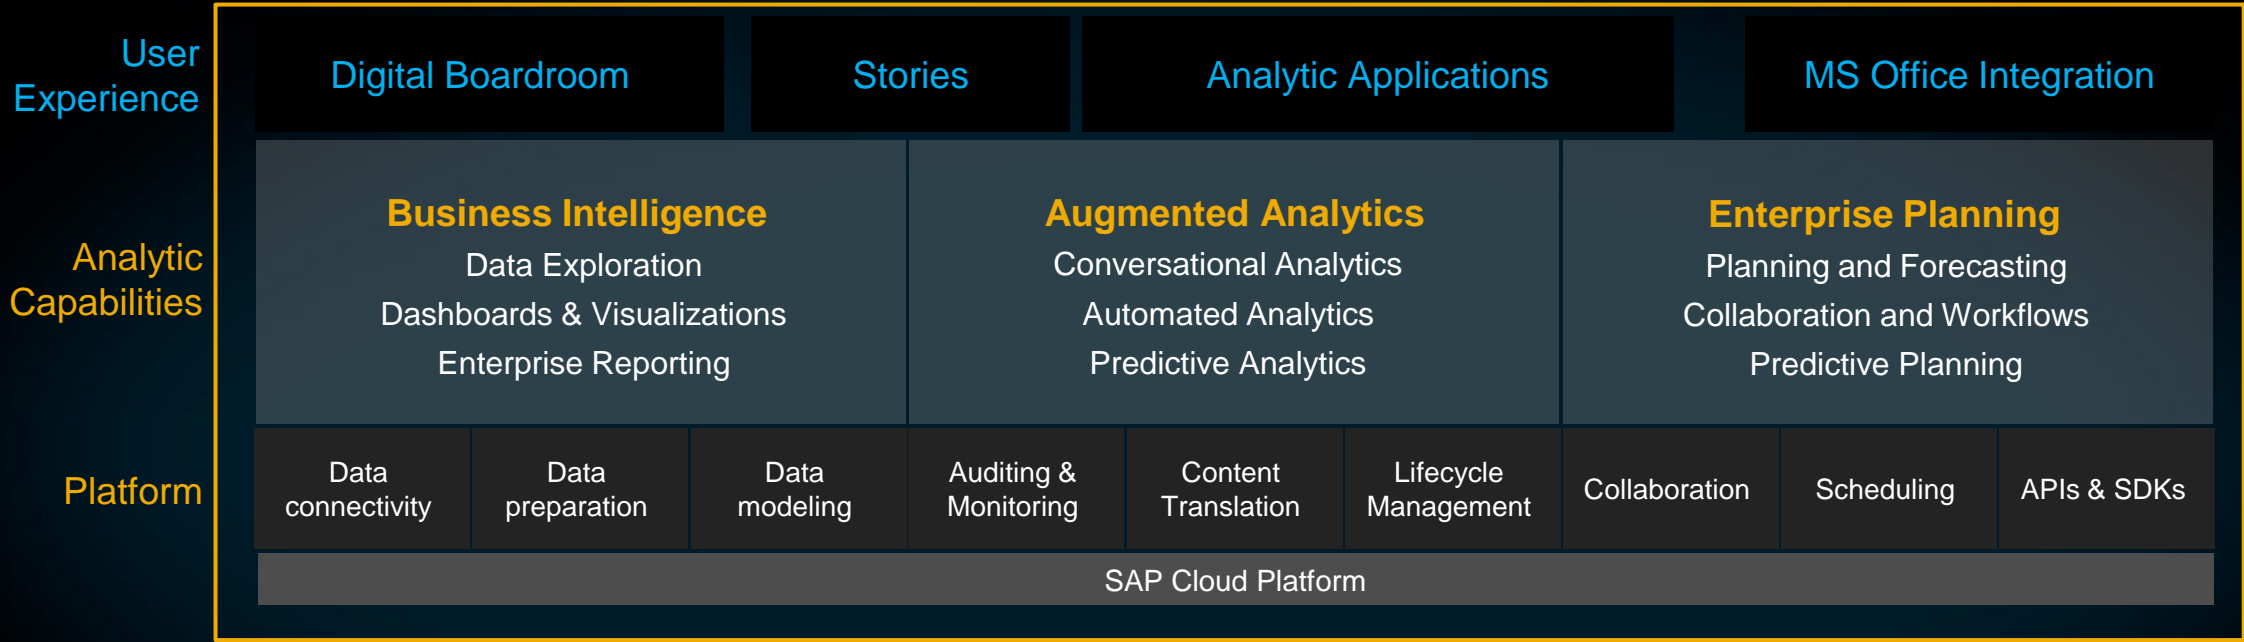 User
Experience
Digital Boardroom
Stories
Analytic Applications
MS Office Integration
Analytic
Capabilities
Business Intelligence
Data Exploration
Dashboards & Visualizations
Enterprise Reporting
Augmented Analytics
Conversational Analytics
Automated Analytics
Predictive Analytics
Enterprise Planning
Planning and Forecasting
Collaboration and Workflows
Predictive Planning
Platform
Data
connectivity
Data
preparation
Data
modeling
Auditing &
Monitoring
Content
Translation
Lifecycle
Management
Collaboration
Scheduling
APIs & SDKs
SAP Cloud Platform